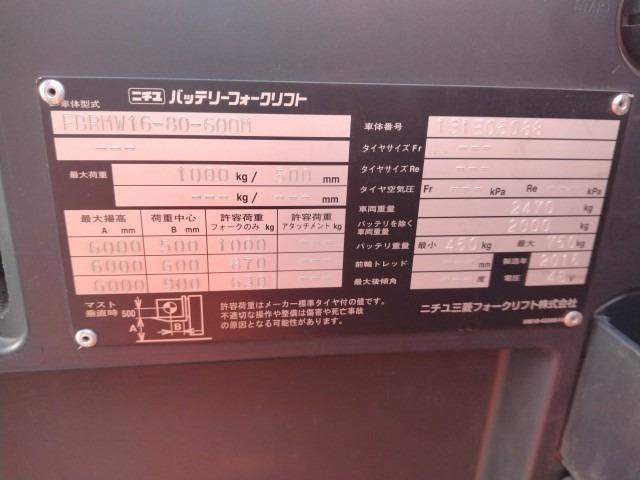 ニチユ バッテリーフォークリフト
車体型式
FBRMW16-80-600M
---
最大荷重 1000 kg / 500 mm
--- kg / --- mm
最大揚高 A mm 荷重中心 B mm 許容荷重 フォークのみ kg 許容荷重 アタッチメント kg
6000 500 1000 ---
6000 600 870 ---
6000 900 630 ---
マスト垂直時 500 A B
許容荷重はメーカー標準タイヤ付の値です。
不適切な操作や整備は傷害や死亡事故
の原因となる可能性があります。
車体番号
タイヤサイズ Fr ---
タイヤサイズ Re ---
タイヤ空気圧 Fr --- kPa Re --- kPa
車両重量 2470 kg
バッテリを除く車両重量 2000 kg
バッテリ重量 最小 450 kg 最大 750 kg
前輪トレッド --- mm 製造年 2016
最大後傾角 --- 度 電圧 48 V
ニチユ三菱フォークリフト株式会社